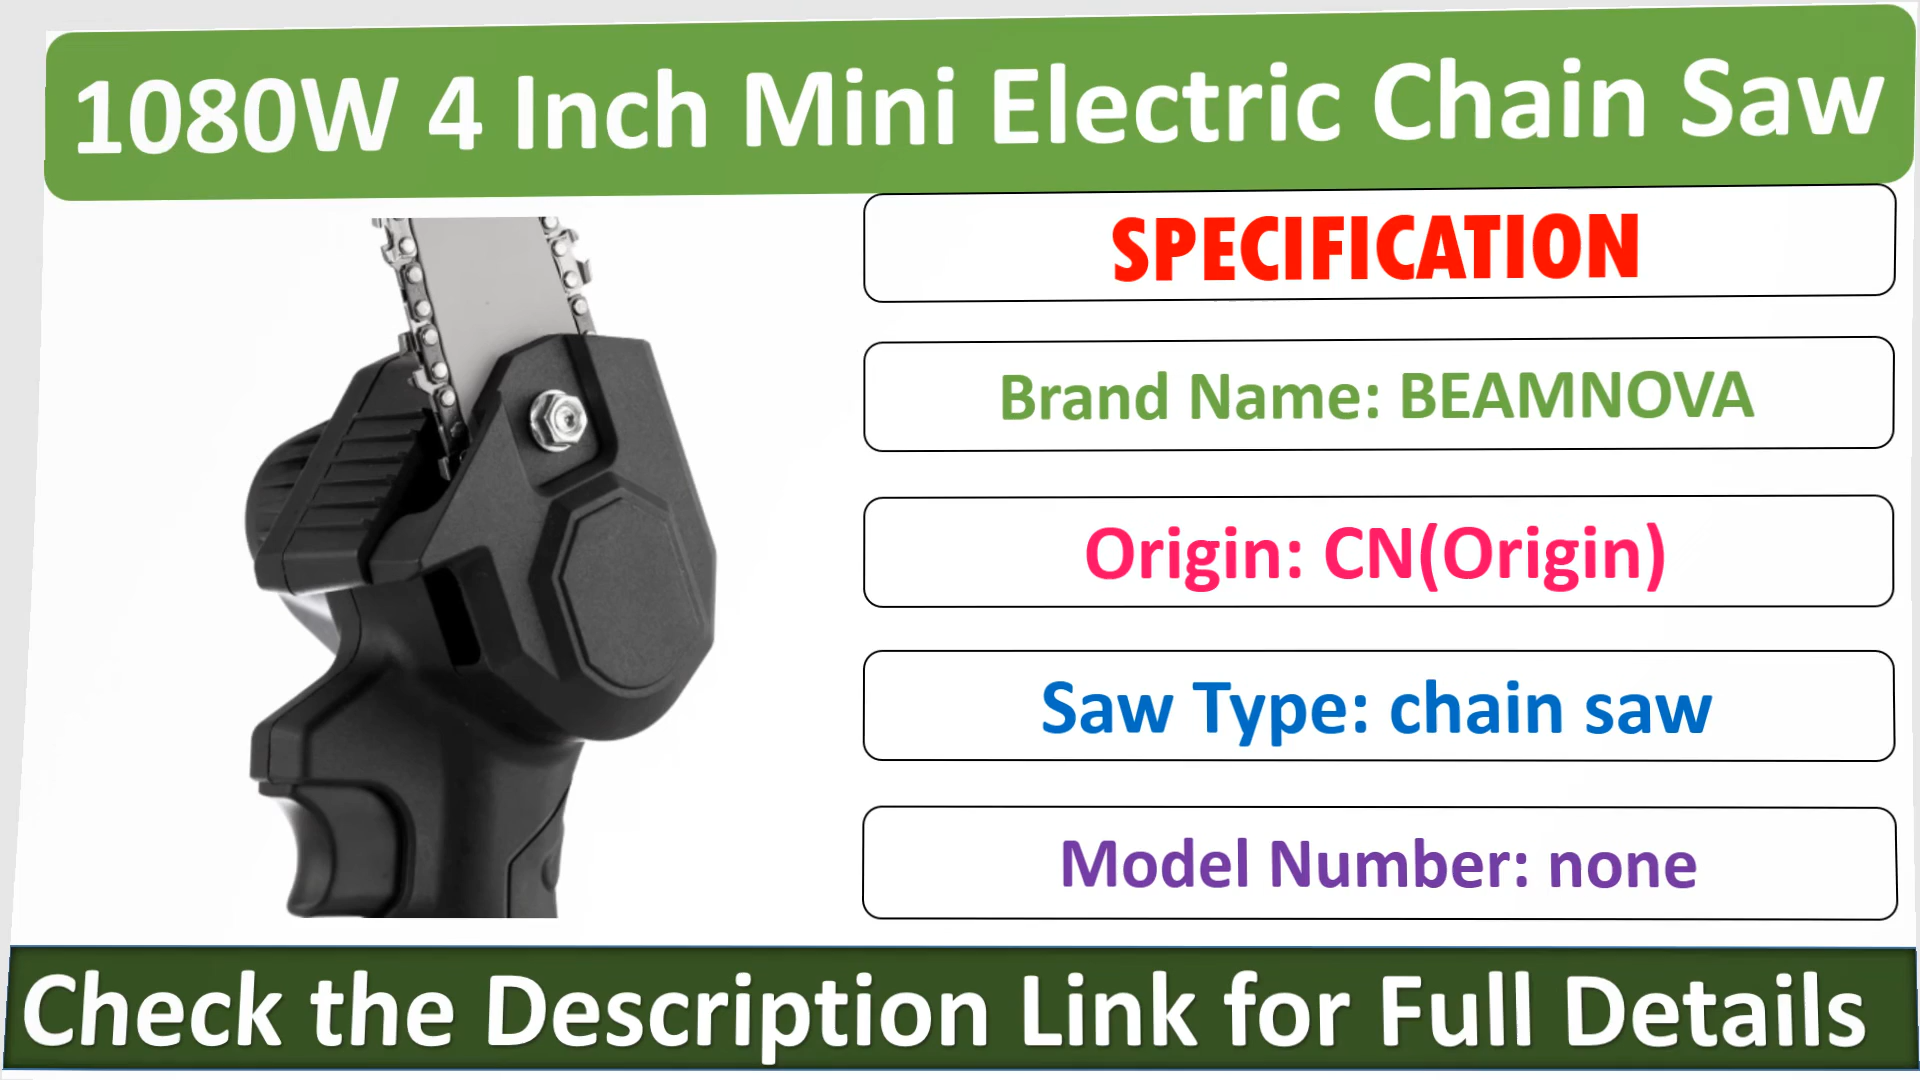 1080W 4 Inch Mini Electric Chain Saw
SPECIFICATION
Brand Name: BEAMNOVA
Origin: CN(Origin)
Saw Type: chain saw
Model Number: none
Check the Description Link for Full Details